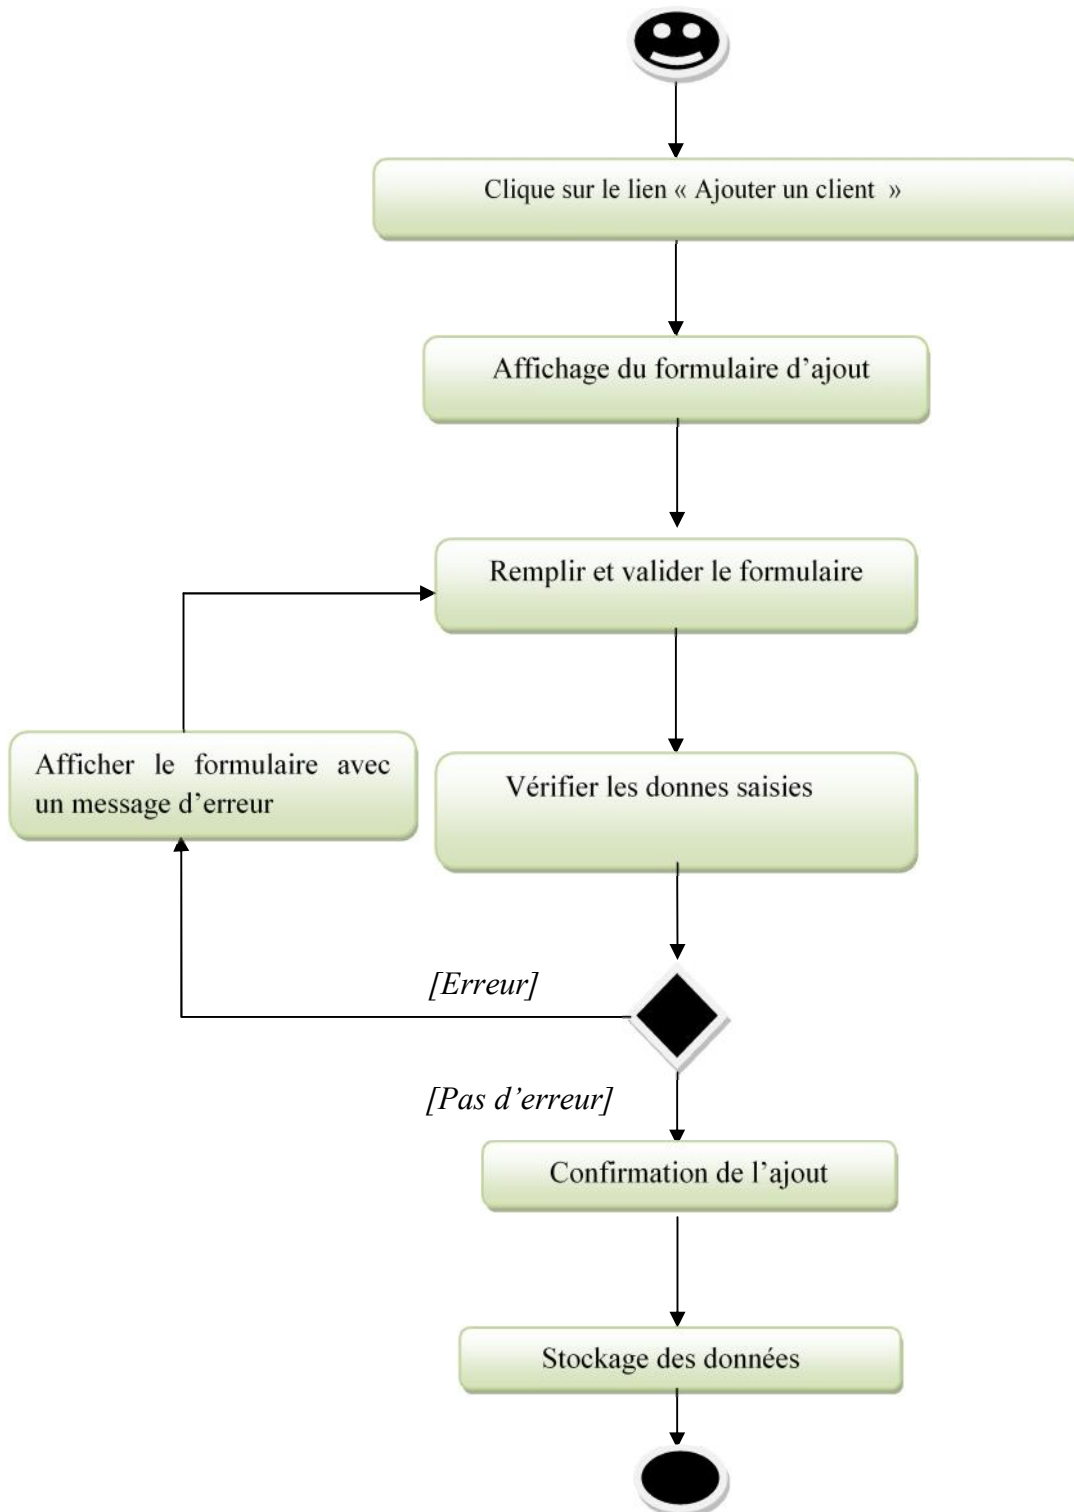 Clique sur le lien « Ajouter un client »
Affichage du formulaire d’ajout
Remplir et valider le formulaire
Afficher le formulaire avec
un message d’erreur
Vérifier les donnes saisies
[Erreur]
[Pas d’erreur]
Confirmation de l’ajout
Stockage des données